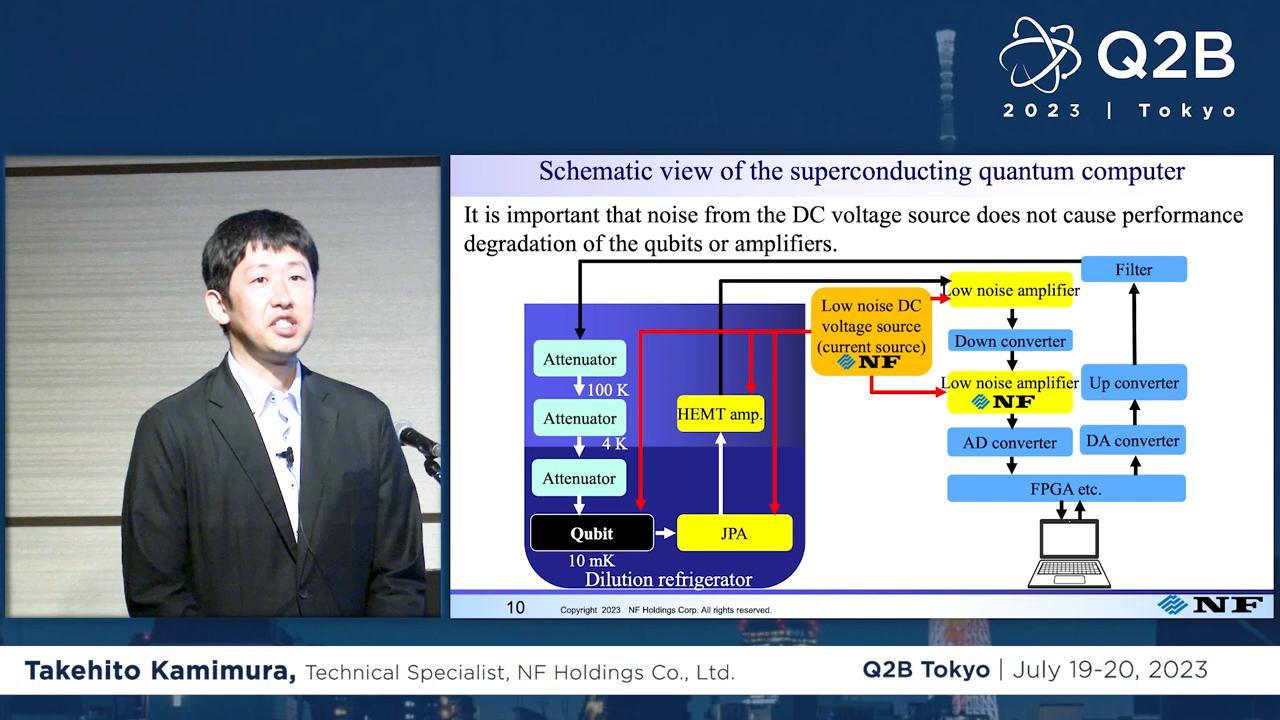 Q2B
2023 | Tokyo
Schematic view of the superconducting quantum computer
It is important that noise from the DC voltage source does not cause performance
degradation of the qubits or amplifiers.
Filter
Low noise amplifier
Low noise DC
voltage source
(current source)
NF
Down converter
Attenuator
100 K
Low noise amplifier
NF
Up converter
Attenuator
4 K
HEMT amp.
AD converter
DA converter
Attenuator
FPGA etc.
Qubit
JPA
10 mK
Dilution refrigerator
10
Copyright 2023 NF Holdings Corp. All rights reserved.
NF
Takehito Kamimura, Technical Specialist, NF Holdings Co., Ltd.
Q2B Tokyo | July 19-20, 2023